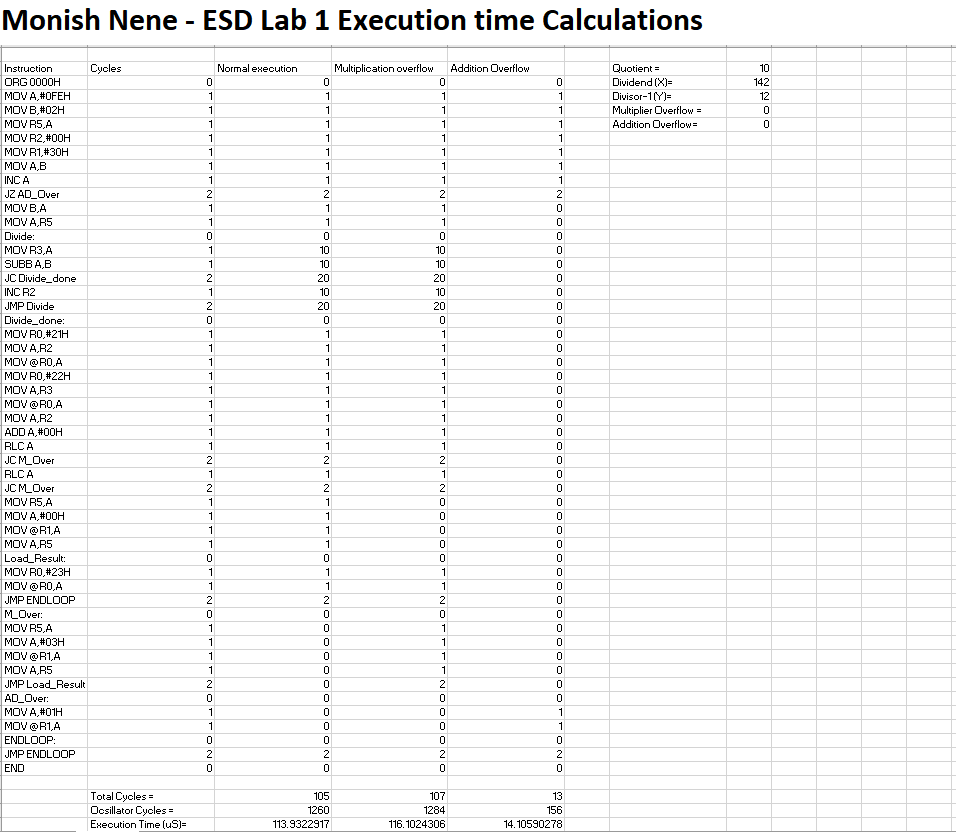 Monish Nene - ESD Lab 1 Execution time Calculations
Instruction Cycles Normal execution Multiplication overflow Addition Overflow Quotient = 10
ORG 0000H 0 0 0 0 Dividend (X)= 142
MOV A,#0FEH 1 1 1 1 Divisor-1 (Y)= 12
MOV B,#02H 1 1 1 1 Multiplier Overflow = 0
MOV R5,A 1 1 1 1 Addition Overflow= 0
MOV R2,#00H 1 1 1 1
MOV R1,#30H 1 1 1 1
MOV A,B 1 1 1 1
INC A 1 1 1 1
JZ AD_Over 2 2 2 2
MOV B,A 1 1 1 0
MOV A,R5 1 1 1 0
Divide: 0 0 0 0
MOV R3,A 1 10 10 0
SUBB A,B 1 10 10 0
JC Divide_done 2 20 20 0
INC R2 1 10 10 0
JMP Divide 2 20 20 0
Divide_done: 0 0 0 0
MOV R0,#21H 1 1 1 0
MOV A,R2 1 1 1 0
MOV @R0,A 1 1 1 0
MOV R0,#22H 1 1 1 0
MOV A,R3 1 1 1 0
MOV @R0,A 1 1 1 0
MOV A,R2 1 1 1 0
ADD A,#00H 1 1 1 0
RLC A 1 1 1 0
JC M_Over 2 2 2 0
RLC A 1 1 1 0
JC M_Over 2 2 2 0
MOV R5,A 1 1 0 0
MOV A,#00H 1 1 0 0
MOV @R1,A 1 1 0 0
MOV A,R5 1 1 0 0
Load_Result: 0 0 0 0
MOV R0,#23H 1 1 1 0
MOV @R0,A 1 1 1 0
JMP ENDLOOP 2 2 2 0
M_Over: 0 0 0 0
MOV R5,A 1 0 1 0
MOV A,#03H 1 0 1 0
MOV @R1,A 1 0 1 0
MOV A,R5 1 0 1 0
JMP Load_Result 2 0 2 0
AD_Over: 0 0 0 0
MOV A,#01H 1 0 0 1
MOV @R1,A 1 0 0 1
ENDLOOP: 0 0 0 0
JMP ENDLOOP 2 2 2 2
END 0 0 0 0
Total Cycles = 105 107 13
Ocsillator Cycles = 1260 1284 156
Execution Time (uS)= 113.9322917 116.1024306 14.10590278